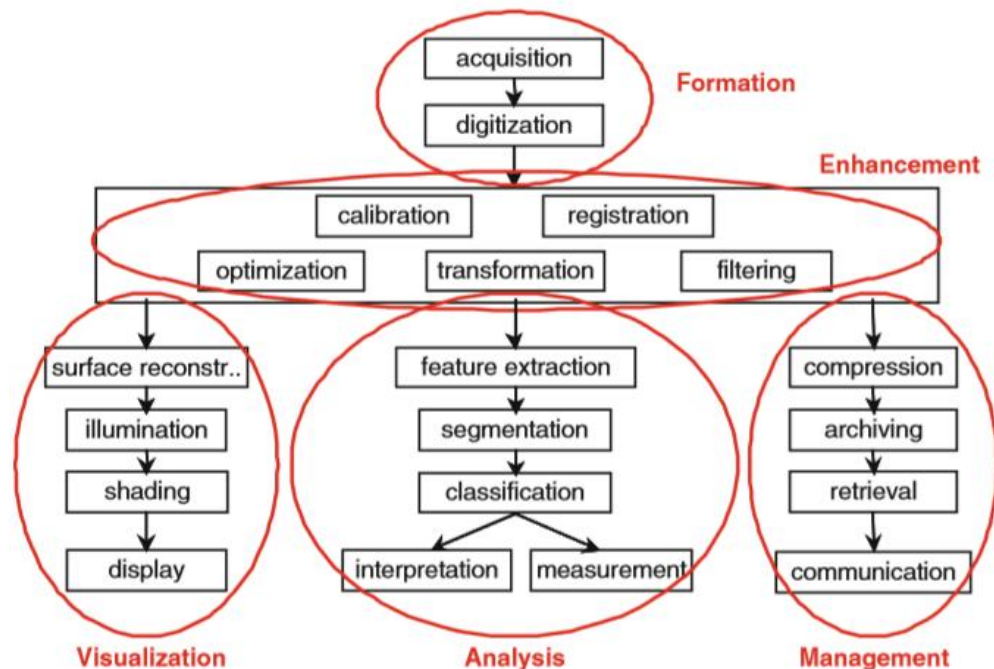 acquisition
Formation
digitization
Enhancement
calibration registration
optimization transformation filtering
surface reconstr.. feature extraction compression
illumination segmentation archiving
shading classification retrieval
display interpretation measurement communication
Visualization Analysis Management